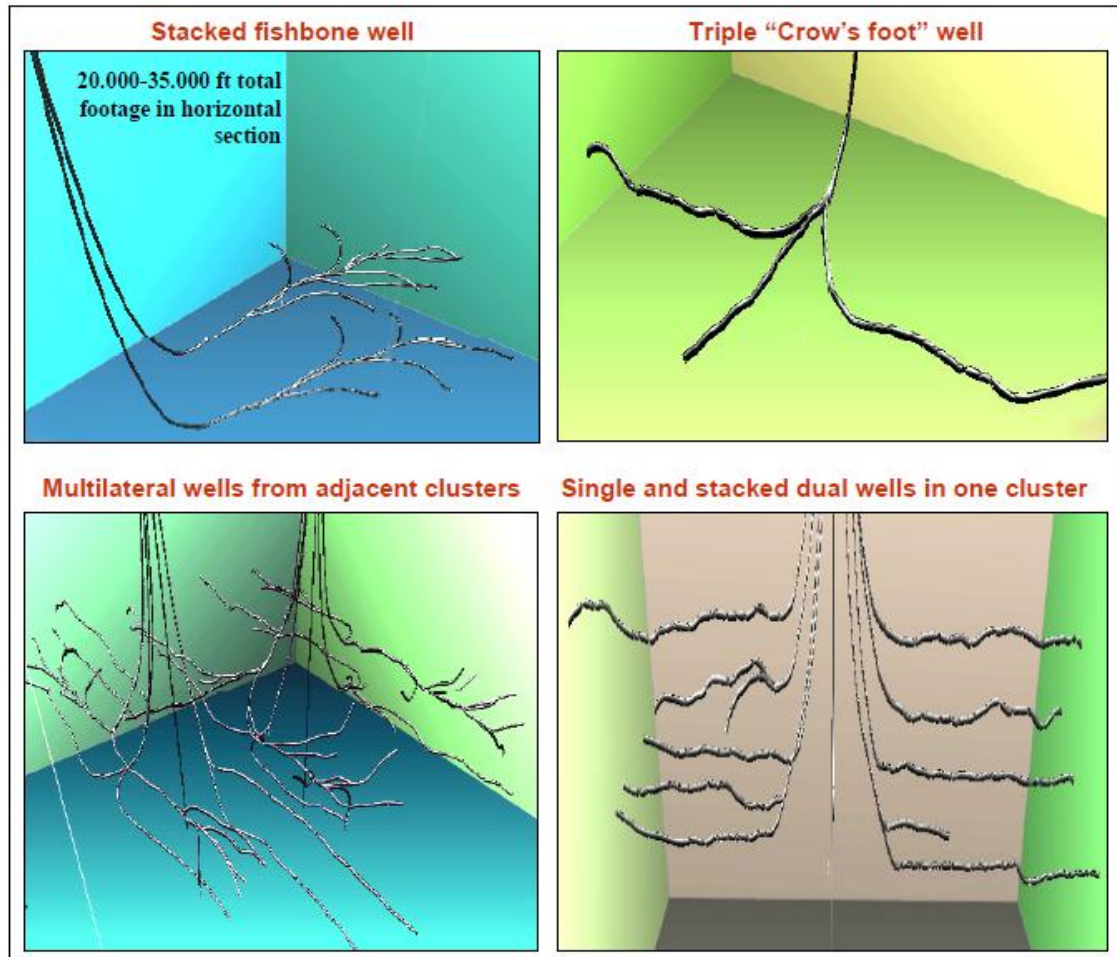 Stacked fishbone well
Triple “Crow’s foot” well
20.000-35.000 ft total
footage in horizontal
section
Multilateral wells from adjacent clusters
Single and stacked dual wells in one cluster